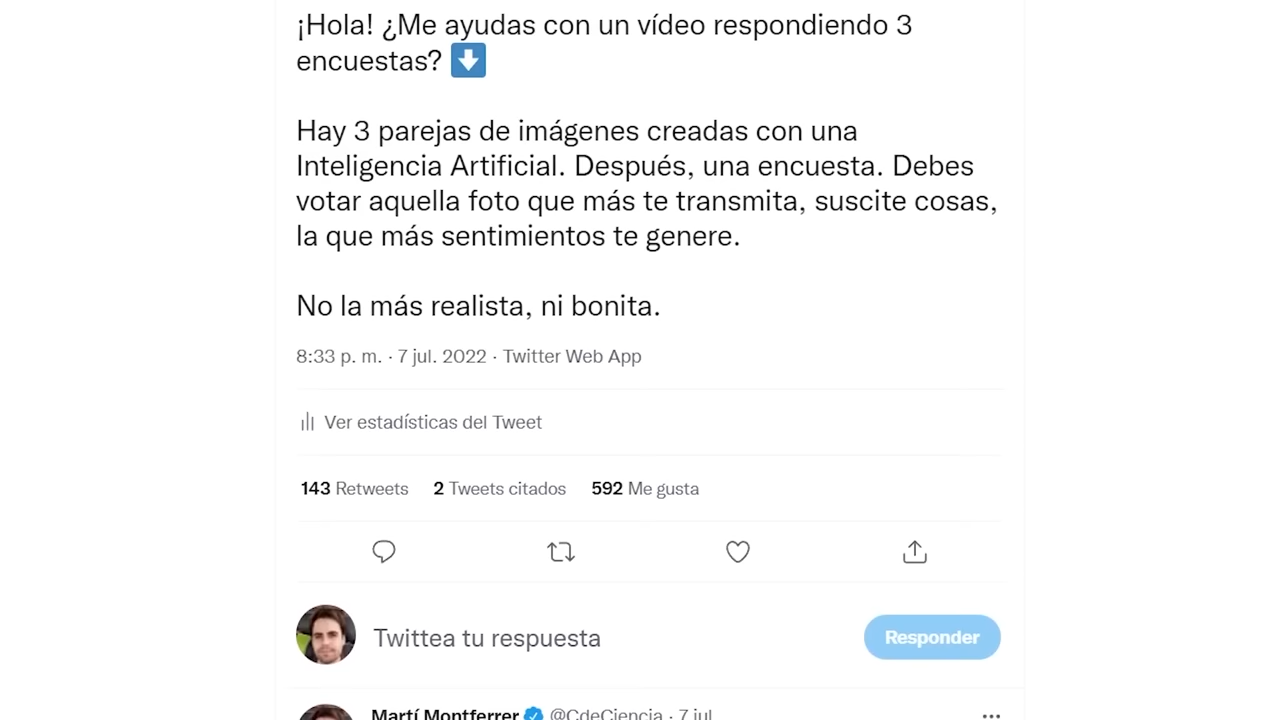 ¡Hola! ¿Me ayudas con un vídeo respondiendo 3
encuestas? ⬇️
Hay 3 parejas de imágenes creadas con una
Inteligencia Artificial. Después, una encuesta. Debes
votar aquella foto que más te transmita, suscite cosas,
la que más sentimientos te genere.
No la más realista, ni bonita.
8:33 p. m. · 7 jul. 2022 · Twitter Web App
Ver estadísticas del Tweet
143 Retweets 2 Tweets citados 592 Me gusta
Twittea tu respuesta Responder
Martí Montferrer @CdeCiencia · 7 jul.